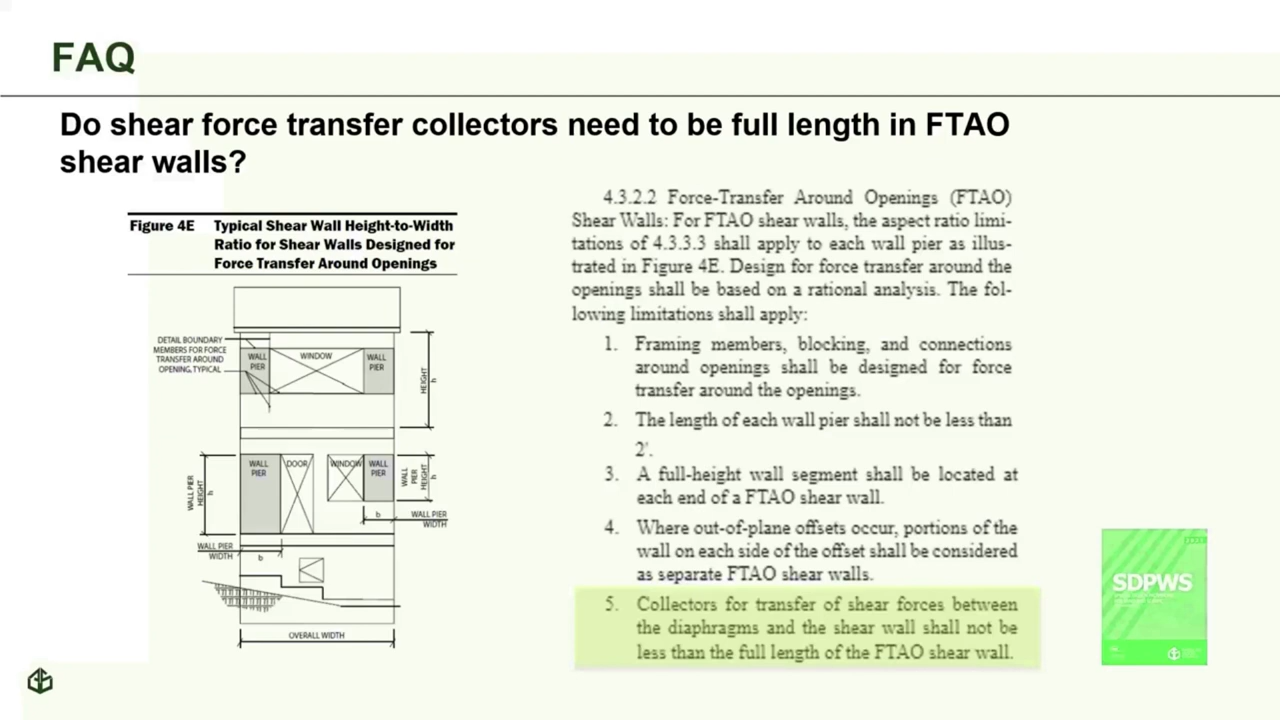 FAQ
Do shear force transfer collectors need to be full length in FTAO
shear walls?
Figure 4E Typical Shear Wall Height-to-Width
Ratio for Shear Walls Designed for
Force Transfer Around Openings
DETAIL BOUNDARY
MEMBERS FOR FORCE
TRANSFER AROUND
OPENING, TYPICAL
WALL
PIER
WINDOW
WALL
PIER
HEIGHT
h
WALL PIER
HEIGHT
h
WALL
PIER
DOOR
WINDOW
WALL
PIER
WALL
PIER
HEIGHT
h
b
WALL PIER
WIDTH
WALL PIER
WIDTH
b
OVERALL WIDTH
4.3.2.2 Force-Transfer Around Openings (FTAO)
Shear Walls: For FTAO shear walls, the aspect ratio limi-
tations of 4.3.3.3 shall apply to each wall pier as illus-
trated in Figure 4E. Design for force transfer around the
openings shall be based on a rational analysis. The fol-
lowing limitations shall apply:
1. Framing members, blocking, and connections
around openings shall be designed for force
transfer around the openings.
2. The length of each wall pier shall not be less than
2'.
3. A full-height wall segment shall be located at
each end of a FTAO shear wall.
4. Where out-of-plane offsets occur, portions of the
wall on each side of the offset shall be considered
as separate FTAO shear walls.
5. Collectors for transfer of shear forces between
the diaphragms and the shear wall shall not be
less than the full length of the FTAO shear wall.
SDPWS